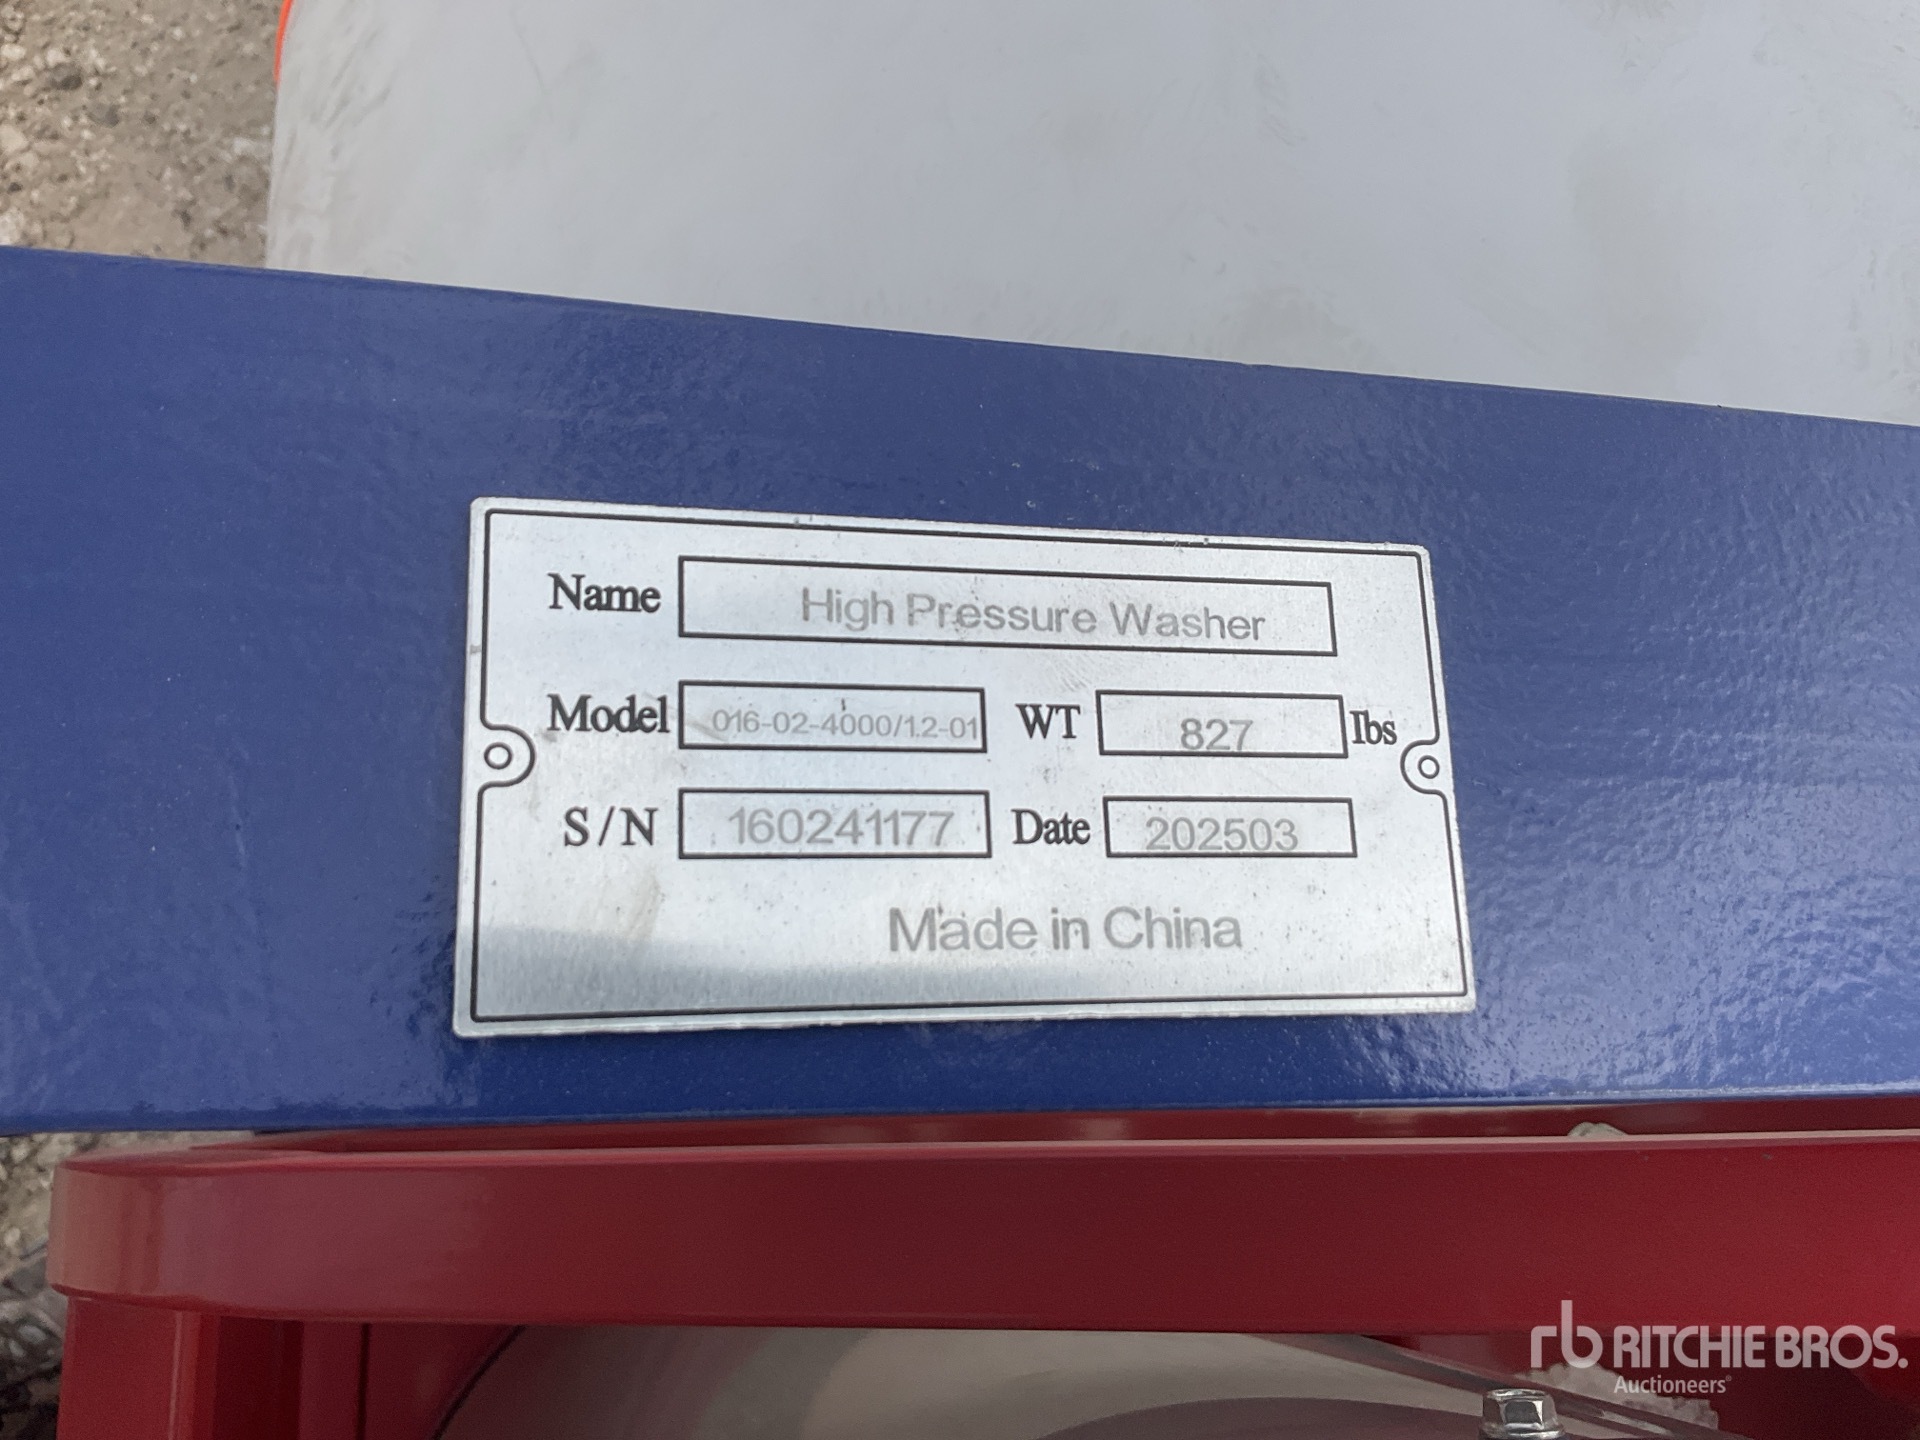 Name High Pressure Washer
Model 016-02-4000/1.2-01 WT 827 lbs
S/N 160241177 Date 202503
Made in China
rb RITCHIE BROS.
Auctioneers®